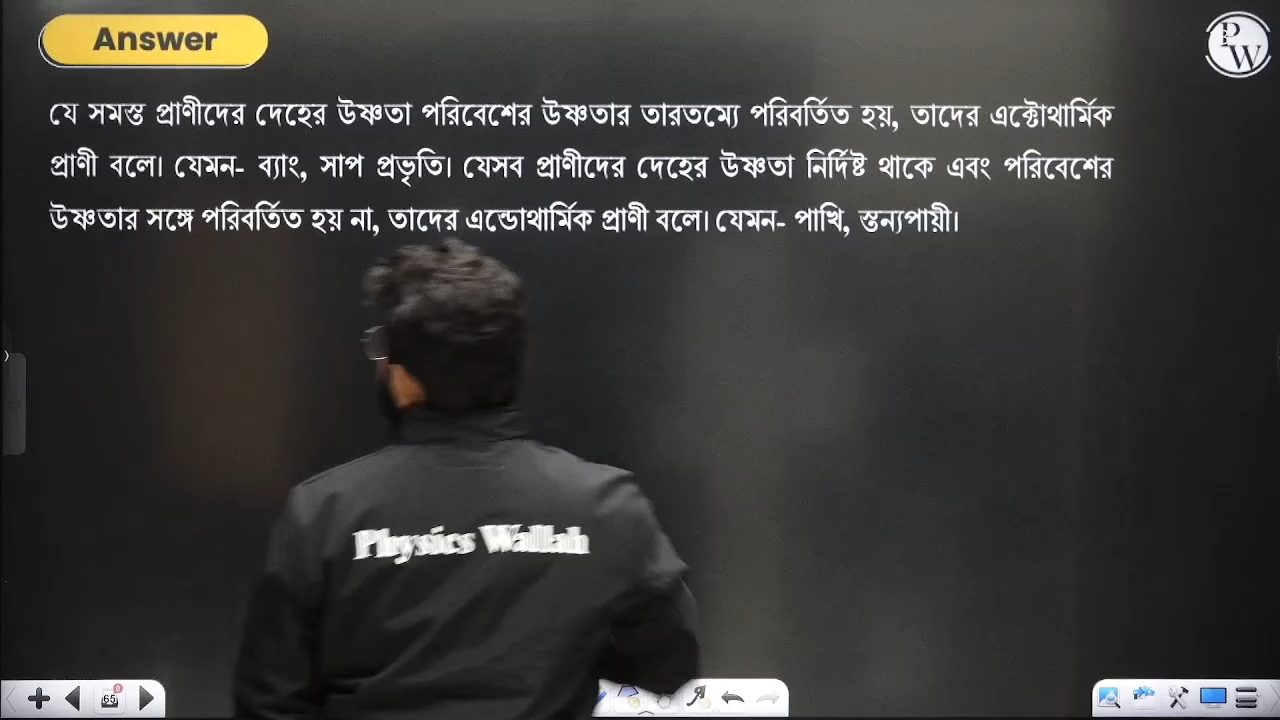 Answer
PW
যে সমস্ত প্রাণীদের দেহের উষ্ণতা পরিবেশের উষ্ণতার তারতম্যে পরিবর্তিত হয়, তাদের এক্টোথার্মিক
প্রাণী বলে। যেমন- ব্যাং, সাপ প্রভৃতি। যেসব প্রাণীদের দেহের উষ্ণতা নির্দিষ্ট থাকে এবং পরিবেশের
উষ্ণতার সঙ্গে পরিবর্তিত হয় না, তাদের এন্ডোথার্মিক প্রাণী বলে। যেমন- পাখি, স্তন্যপায়ী।
Physics Wallah
65